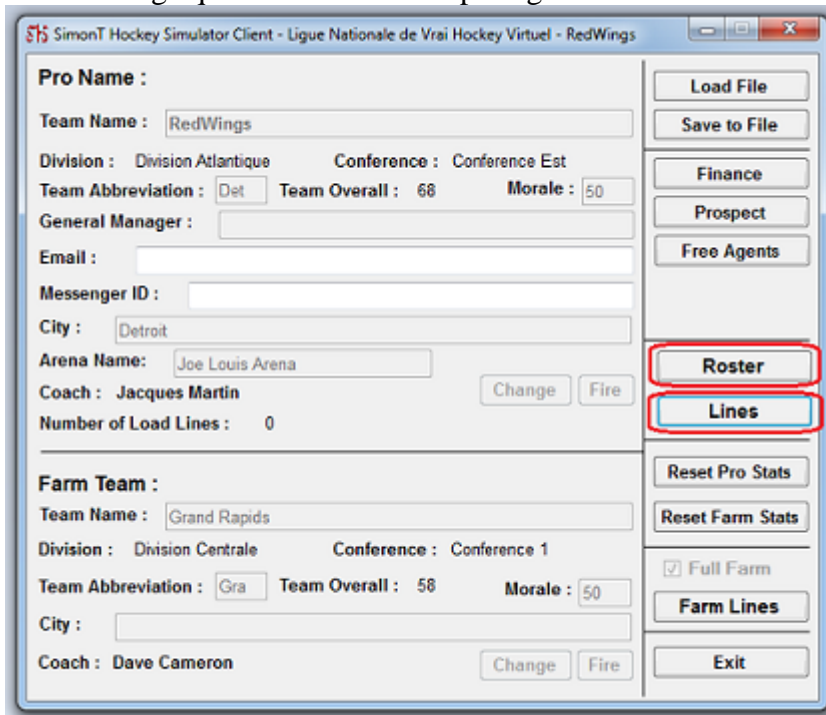 SimonT Hockey Simulator Client - Ligue Nationale de Vrai Hockey Virtuel - RedWings
Pro Name :
Team Name : RedWings
Division : Division Atlantique Conference : Conference Est
Team Abbreviation : Det Team Overall : 68 Morale : 50
General Manager :
Email :
Messenger ID :
City : Detroit
Arena Name: Joe Louis Arena
Coach : Jacques Martin Change Fire
Number of Load Lines : 0
Farm Team :
Team Name : Grand Rapids
Division : Division Centrale Conference : Conference 1
Team Abbreviation : Gra Team Overall : 58 Morale : 50
City :
Coach : Dave Cameron Change Fire
Load File
Save to File
Finance
Prospect
Free Agents
Roster
Lines
Reset Pro Stats
Reset Farm Stats
Full Farm
Farm Lines
Exit